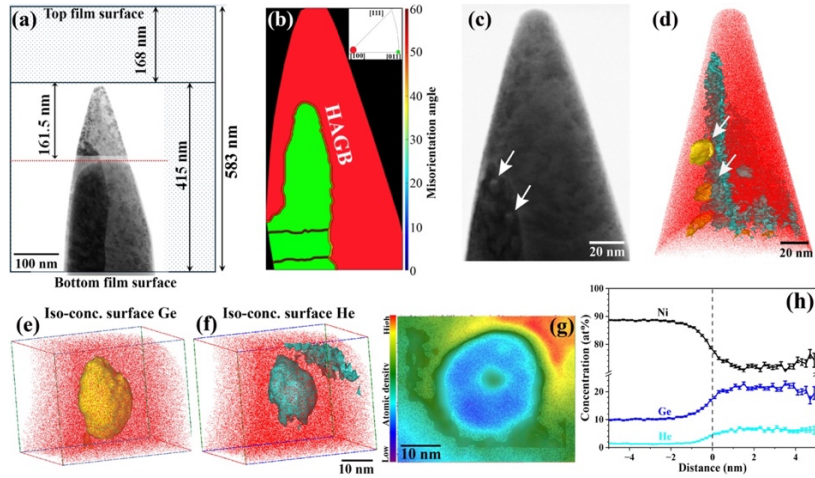 (a)
Top film surface
168 nm
161.5 nm
415 nm
583 nm
100 nm
Bottom film surface
(b)
[111]
[100]
[011]
HAGB
60
50
40
30
20
10
0
Misorientation angle
(c)
20 nm
(d)
20 nm
Iso-conc. surface Ge
(e)
Iso-conc. surface He
(f)
10 nm
High
Atomic density
Low
(g)
10 nm
(h)
Concentration (at%)
100
90
80
20
10
0
Ni
Ge
He
-4
-2
0
2
4
Distance (nm)